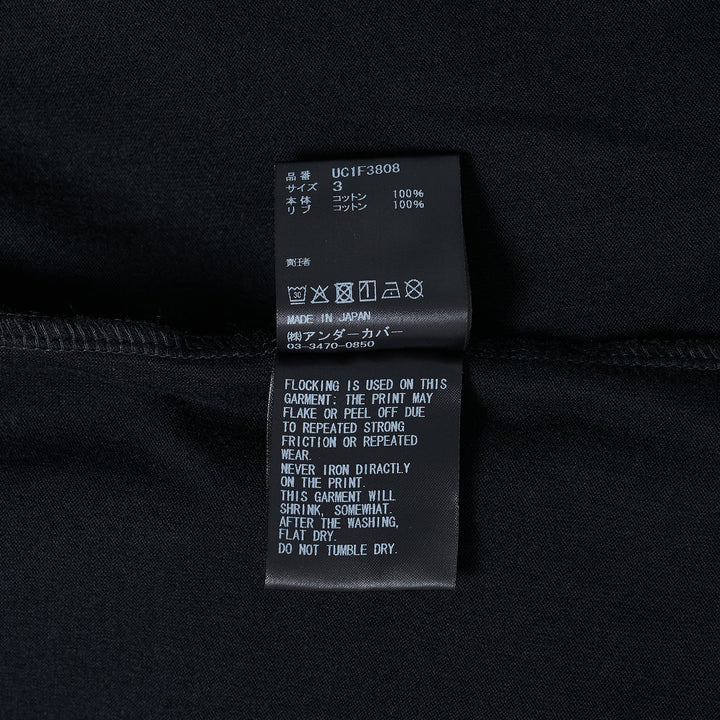 品番 UC1F3808
サイズ 3
本体 コットン 100%
リブ コットン 100%
責任者
30
MADE IN JAPAN
㈱アンダーカバー
03-3470-0850
FLOCKING IS USED ON THIS
GARMENT: THE PRINT MAY
FLAKE OR PEEL OFF DUE
TO REPEATED STRONG
FRICTION OR REPEATED
WEAR.
NEVER IRON DIRACTLY
ON THE PRINT.
THIS GARMENT WILL
SHRINK, SOMEWHAT.
AFTER THE WASHING,
FLAT DRY.
DO NOT TUMBLE DRY.